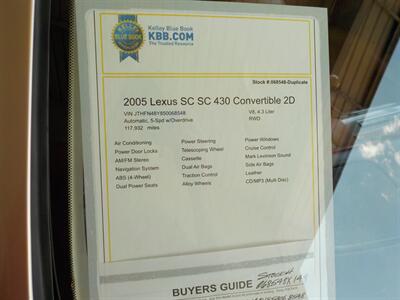 Kelley Blue Book
KELLEY
BLUE BOOK
KBB.COM
The Trusted Resource
Stock #:068548-Duplicate
2005 Lexus SC SC 430 Convertible 2D
VIN JTHFN48Y850068548
V8, 4.3 Liter
Automatic, 5-Spd w/Overdrive
RWD
117,932 miles
Air Conditioning
Power Steering
Power Windows
Power Door Locks
Telescoping Wheel
Cruise Control
AM/FM Stereo
Cassette
Mark Levinson Sound
Navigation System
Dual Air Bags
Side Air Bags
ABS (4-Wheel)
Traction Control
Leather
Dual Power Seats
Alloy Wheels
CD/MP3 (Multi Disc)
BUYERS GUIDE
STOCK#